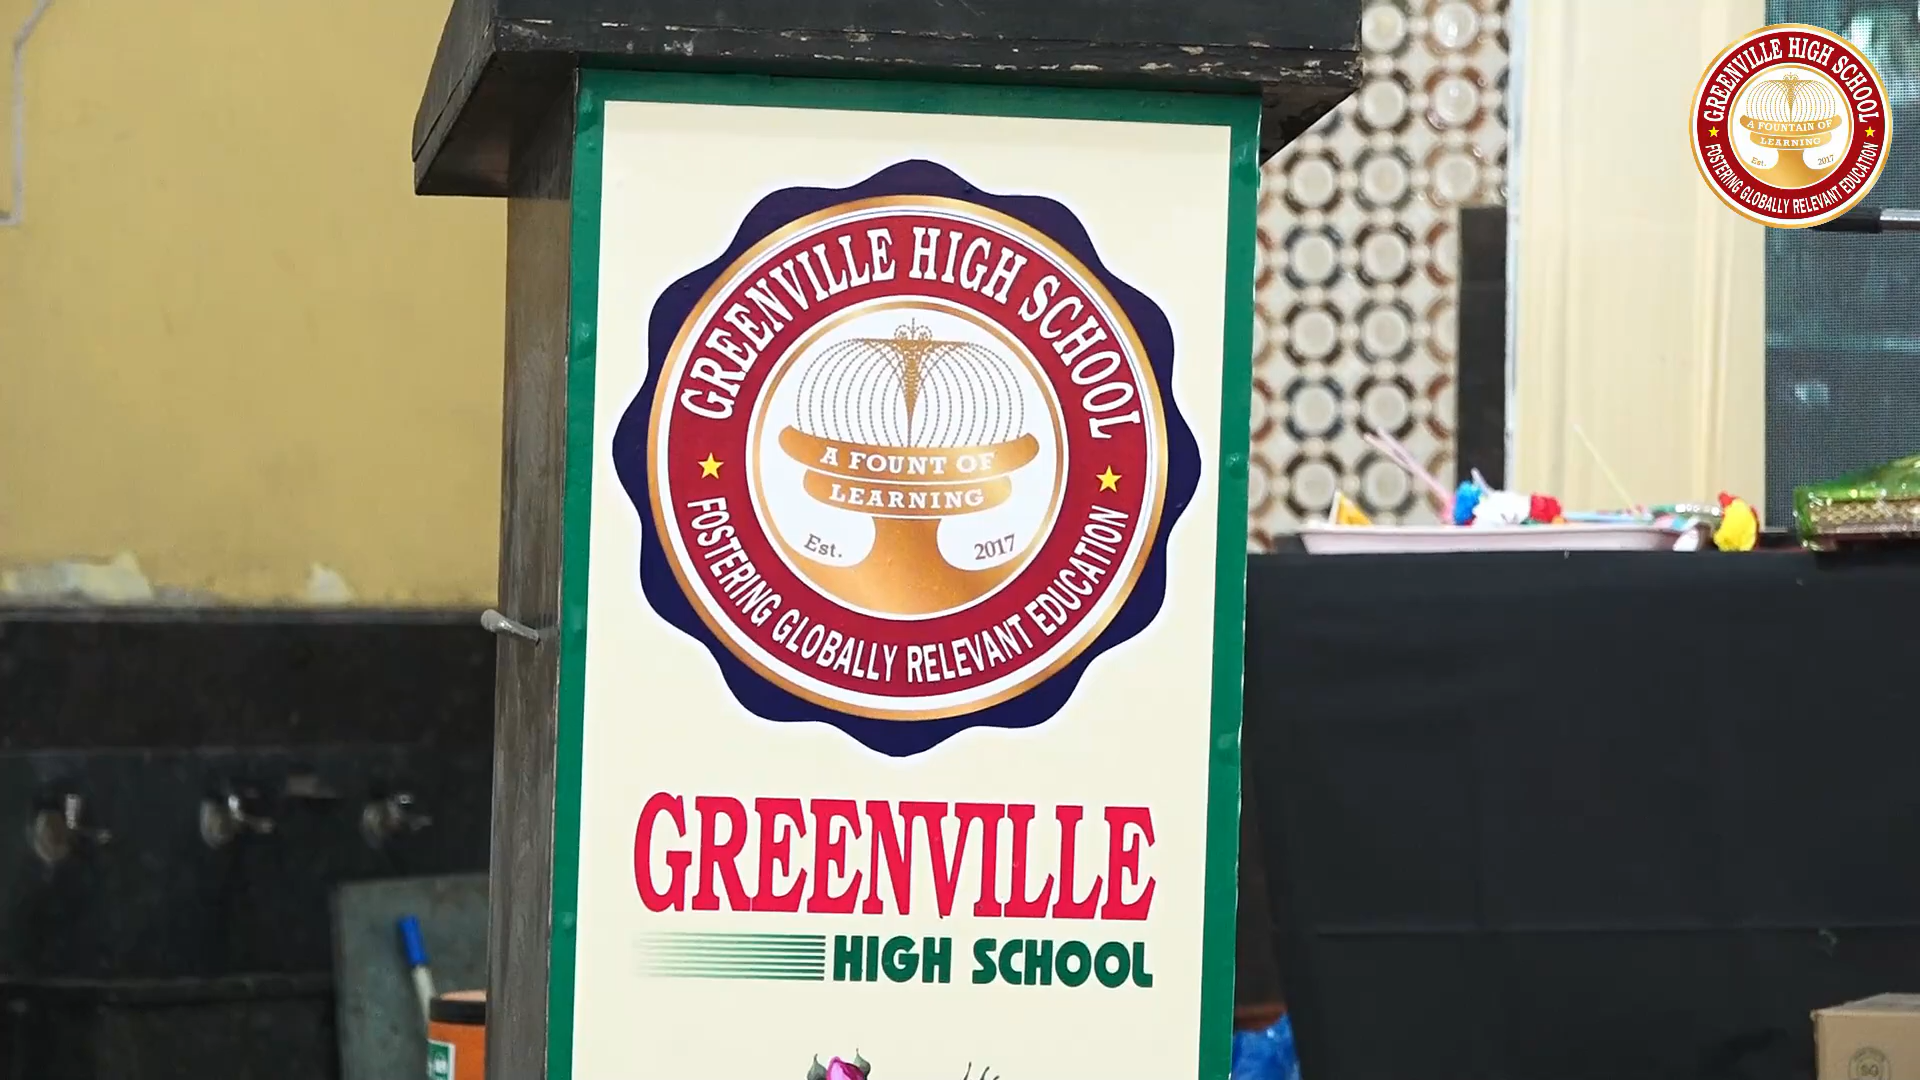 GREENVILLE HIGH SCHOOL
A FOUNT OF
LEARNING
Est. 2017
FOSTERING GLOBALLY RELEVANT EDUCATION
GREENVILLE
HIGH SCHOOL
GREENVILLE HIGH SCHOOL
A FOUNTAIN OF
LEARNING
Est. 2017
FOSTERING GLOBALLY RELEVANT EDUCATION